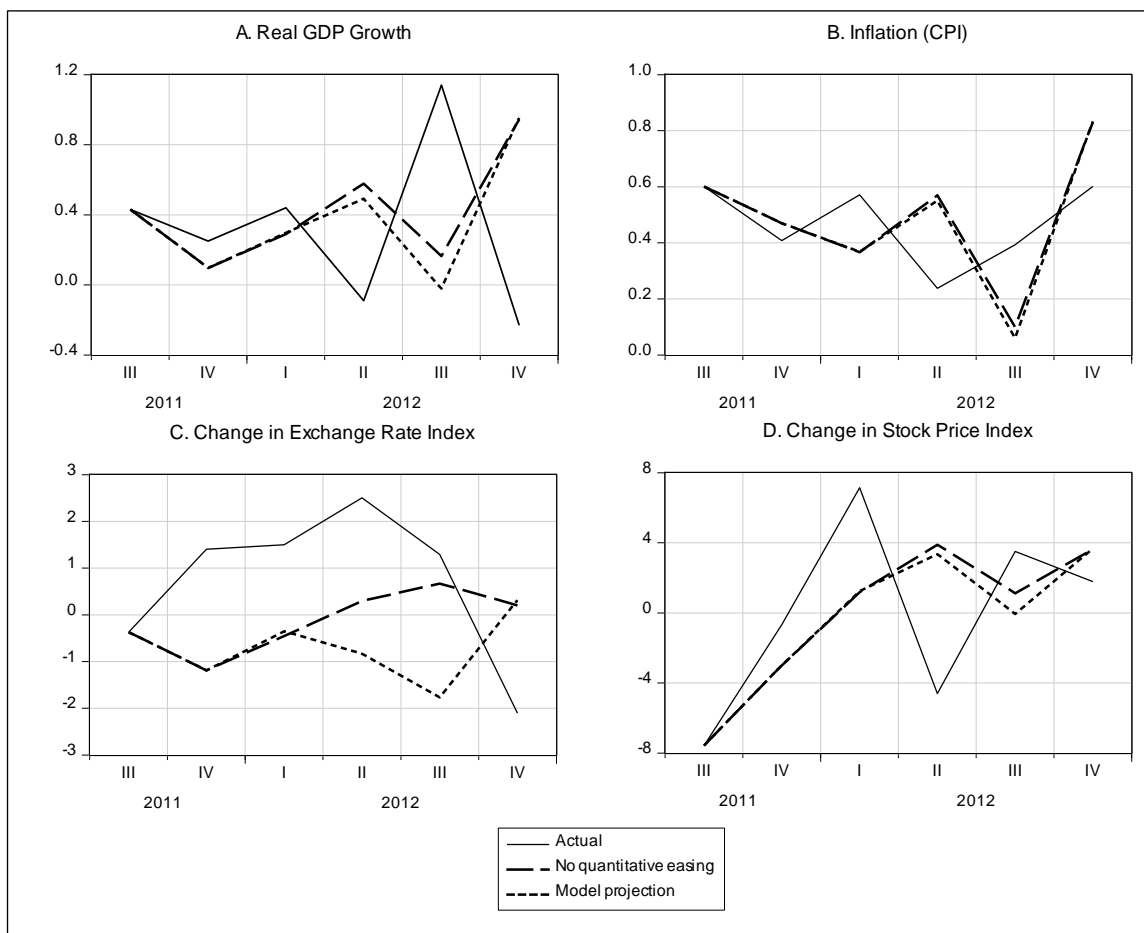 A. Real GDP Growth
1.2
0.8
0.4
0.0
-0.4
III IV I II III IV
2011 2012
B. Inflation (CPI)
1.0
0.8
0.6
0.4
0.2
0.0
III IV I II III IV
2011 2012
C. Change in Exchange Rate Index
3
2
1
0
-1
-2
-3
III IV I II III IV
2011 2012
D. Change in Stock Price Index
8
4
0
-4
-8
III IV I II III IV
2011 2012
Actual
No quantitative easing
Model projection